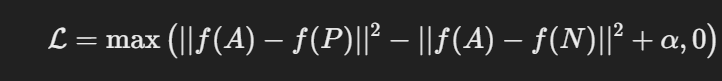 ℒ = max (||f(A) − f(P)||² − ||f(A) − f(N)||² + α, 0)